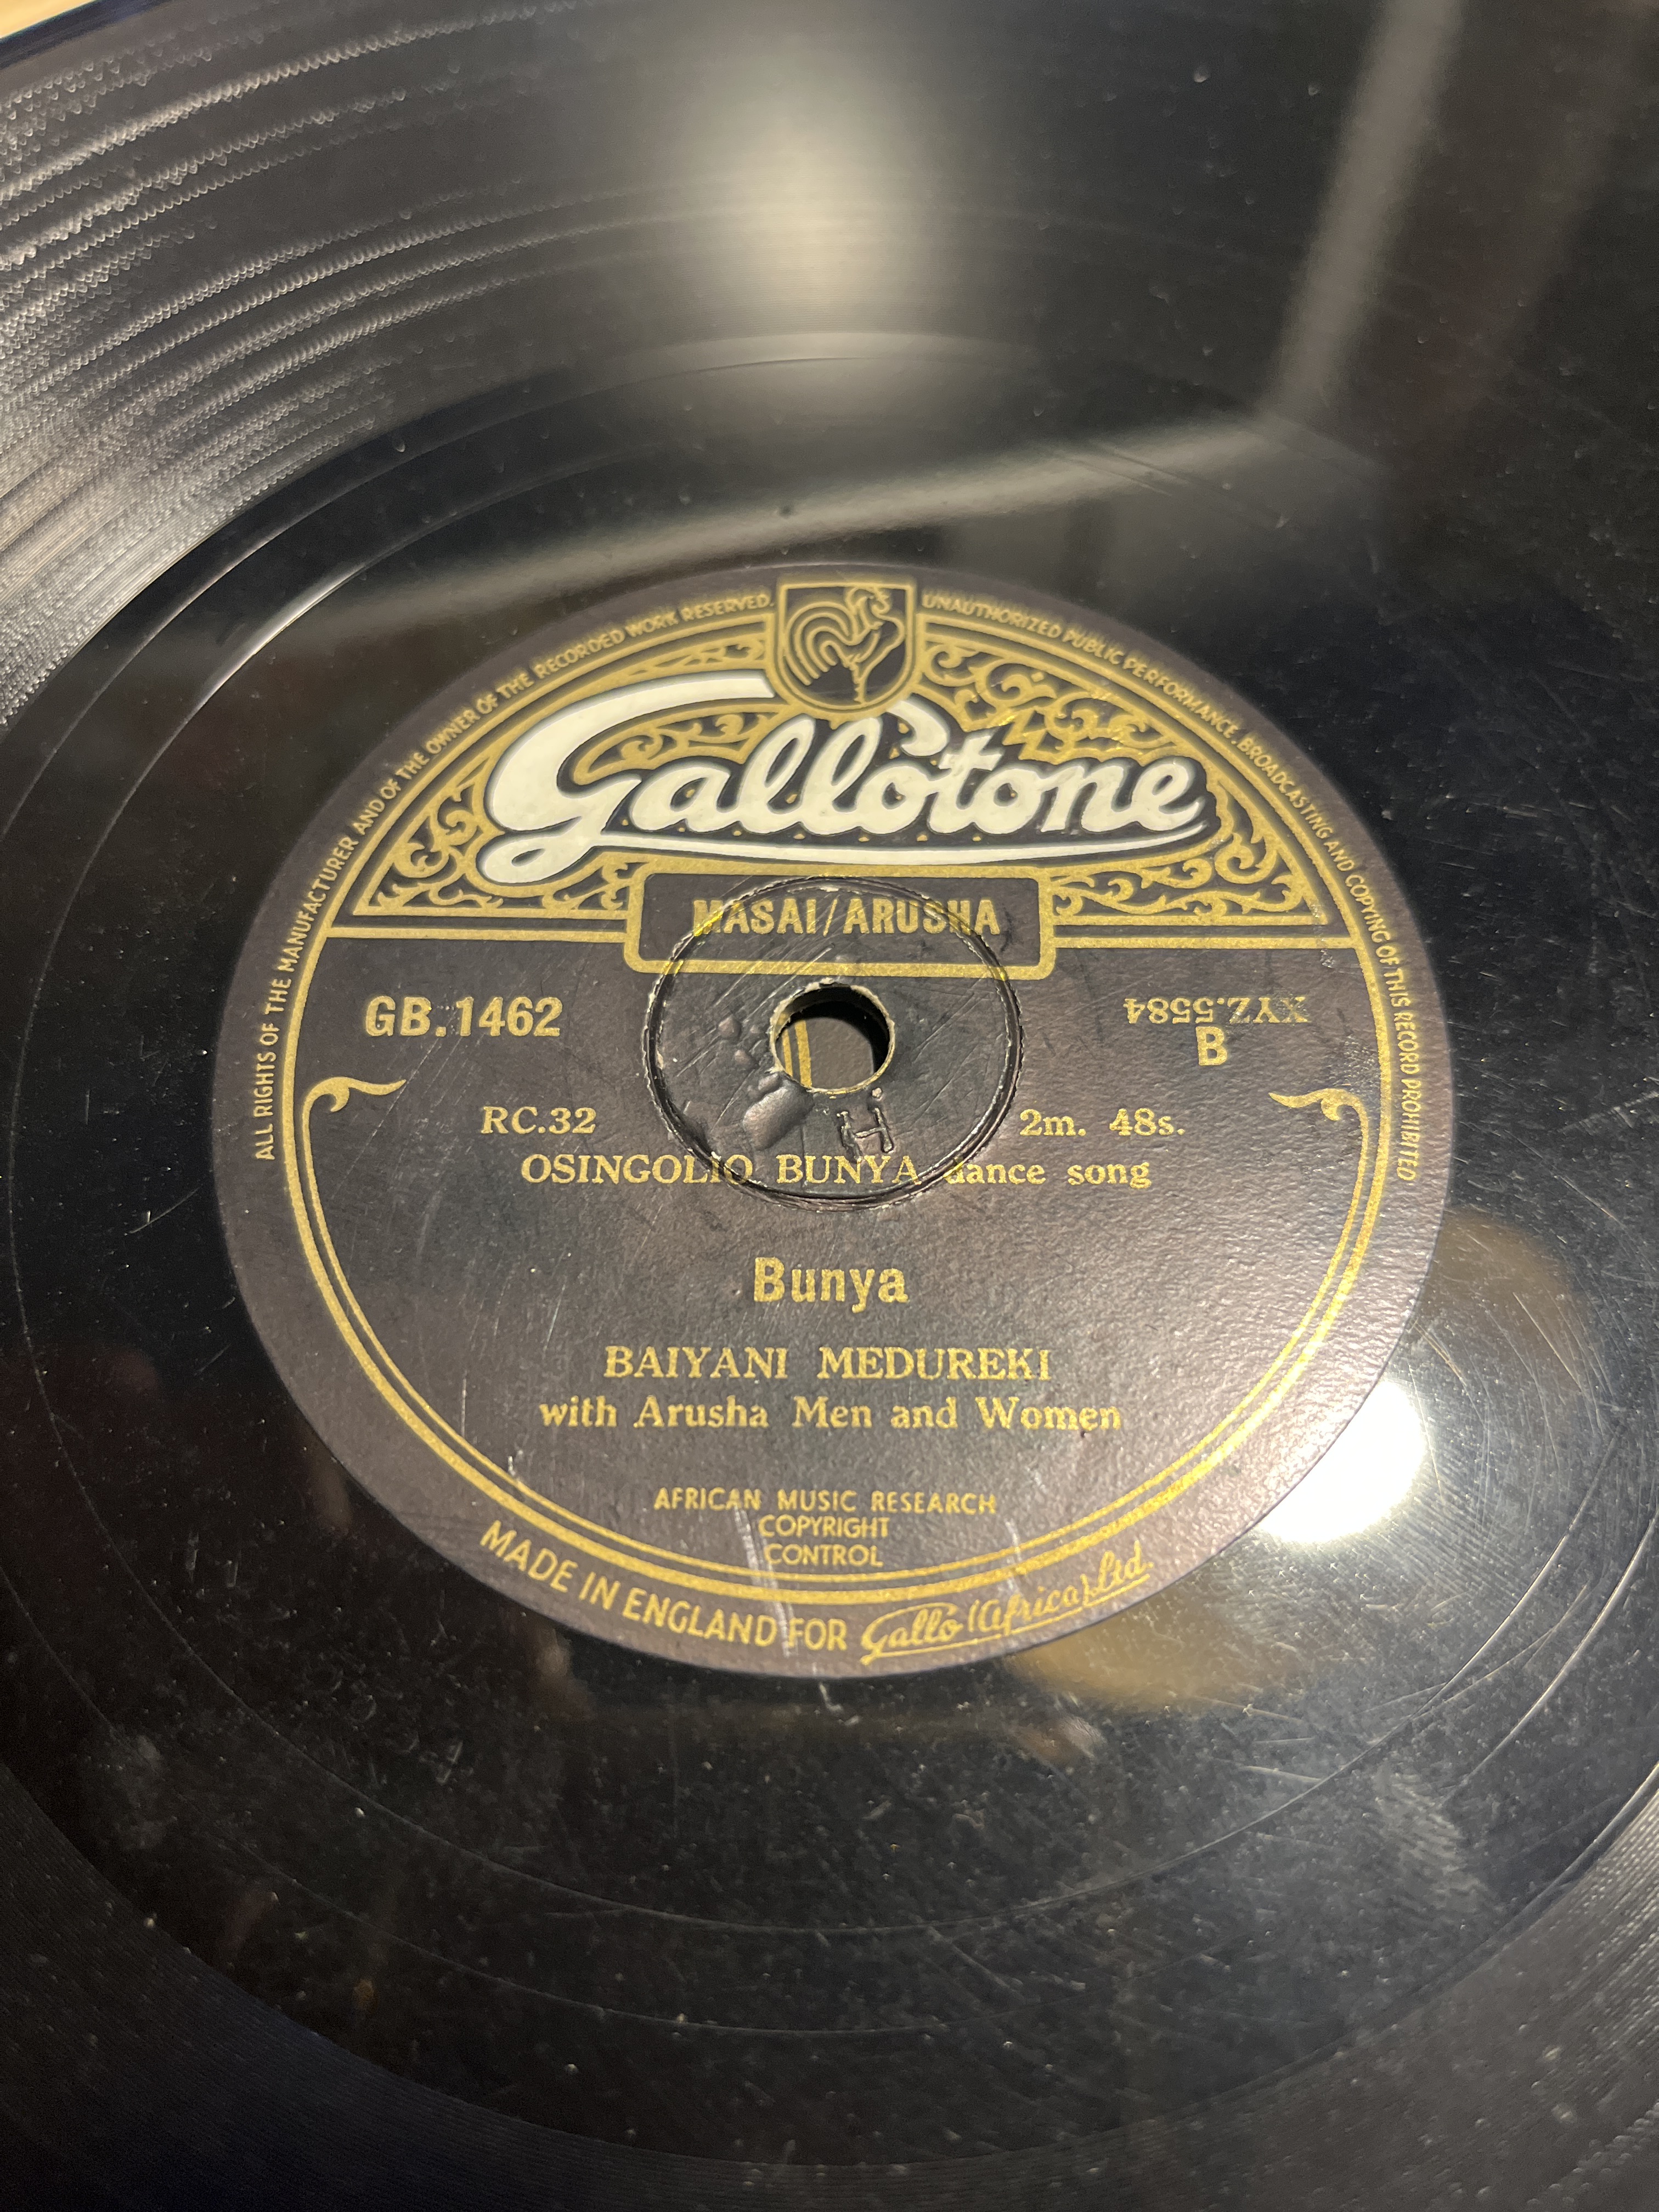 ALL RIGHTS OF THE MANUFACTURER AND OF THE OWNER OF THE RECORDED WORK RESERVED.
UNAUTHORIZED PUBLIC PERFORMANCE, BROADCASTING AND COPYING OF THIS RECORD PROHIBITED
Gallotone
MASAI/ARUSHA
GB.1462
XYZ.5584
B
H
RC.32
2m. 48s.
OSINGOLIO BUNYA dance song
Bunya
BAIYANI MEDUREKI
with Arusha Men and Women
AFRICAN MUSIC RESEARCH
COPYRIGHT
CONTROL
MADE IN ENGLAND FOR Gallo (Africa) Ltd.